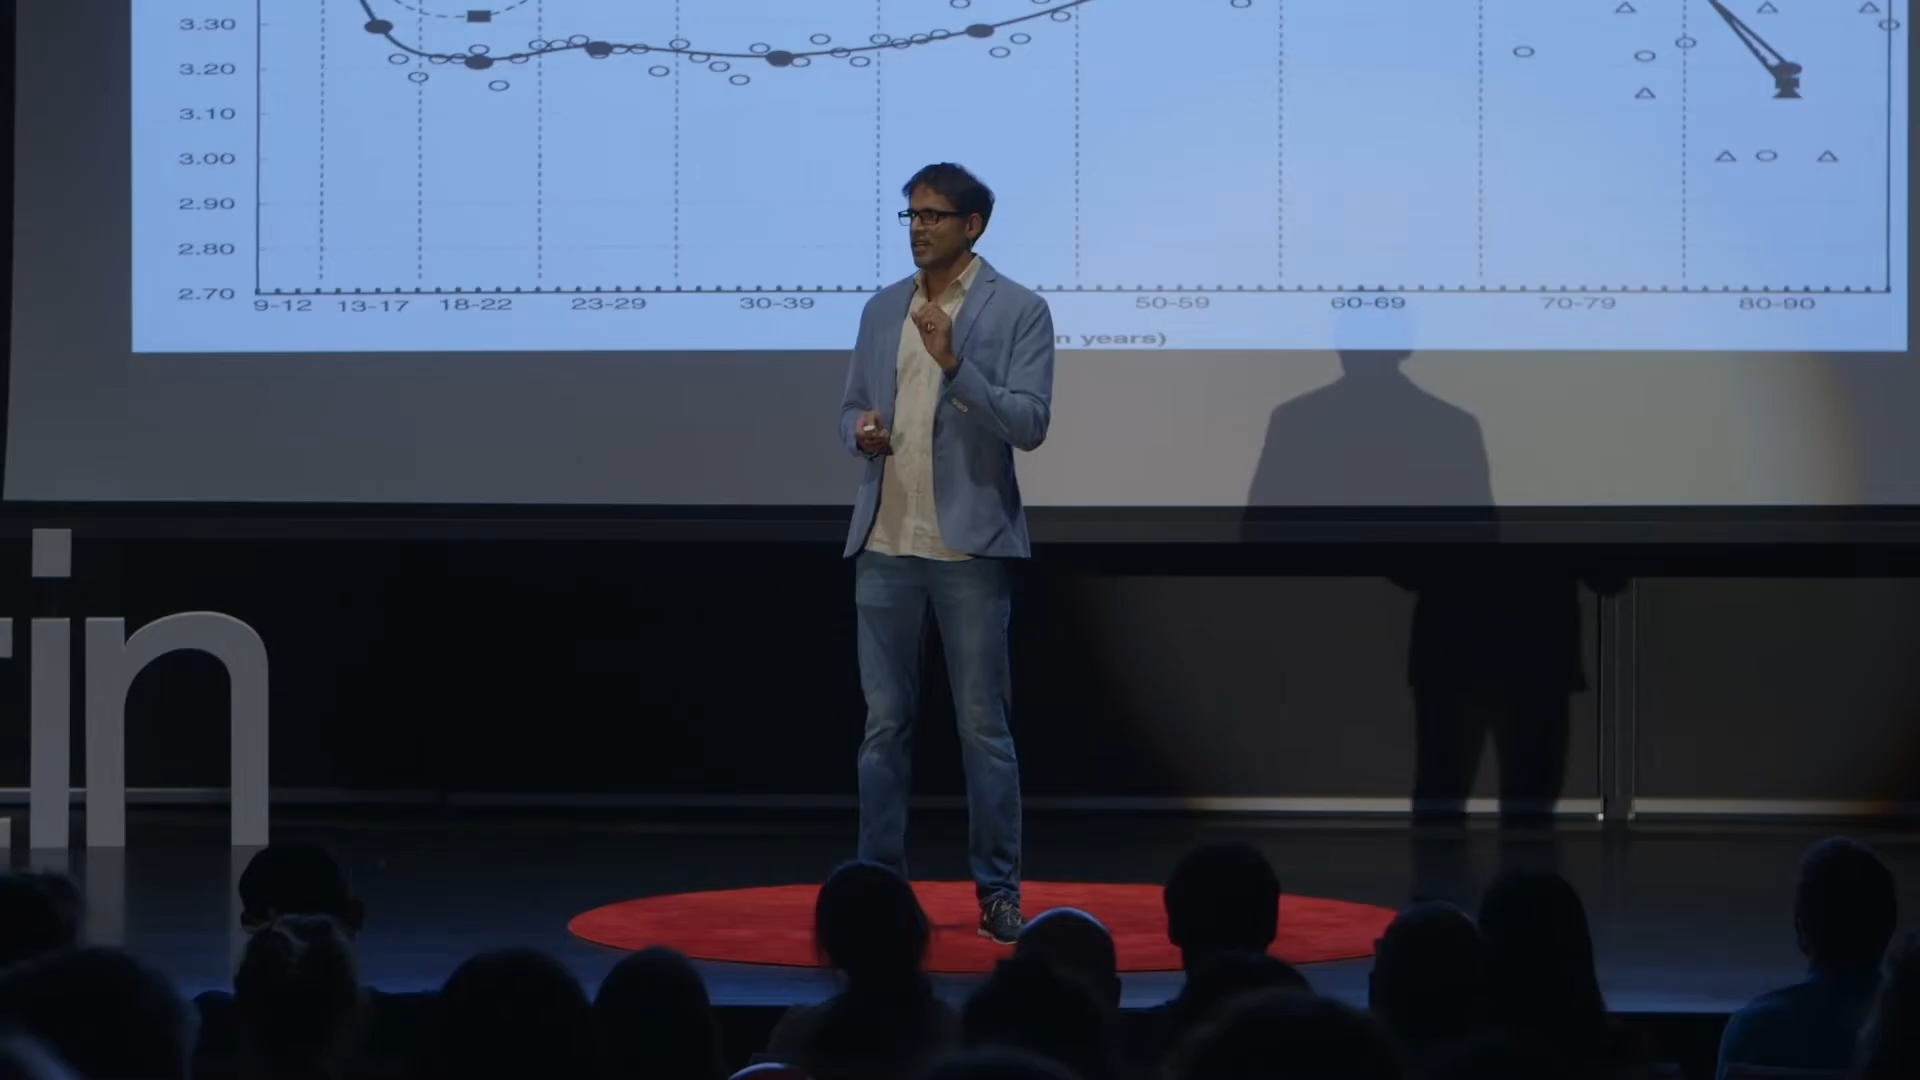 3.30
3.20
3.10
3.00
2.90
2.80
2.70
9-12 13-17 18-22 23-29 30-39 50-59 60-69 70-79 80-90
n years)
in